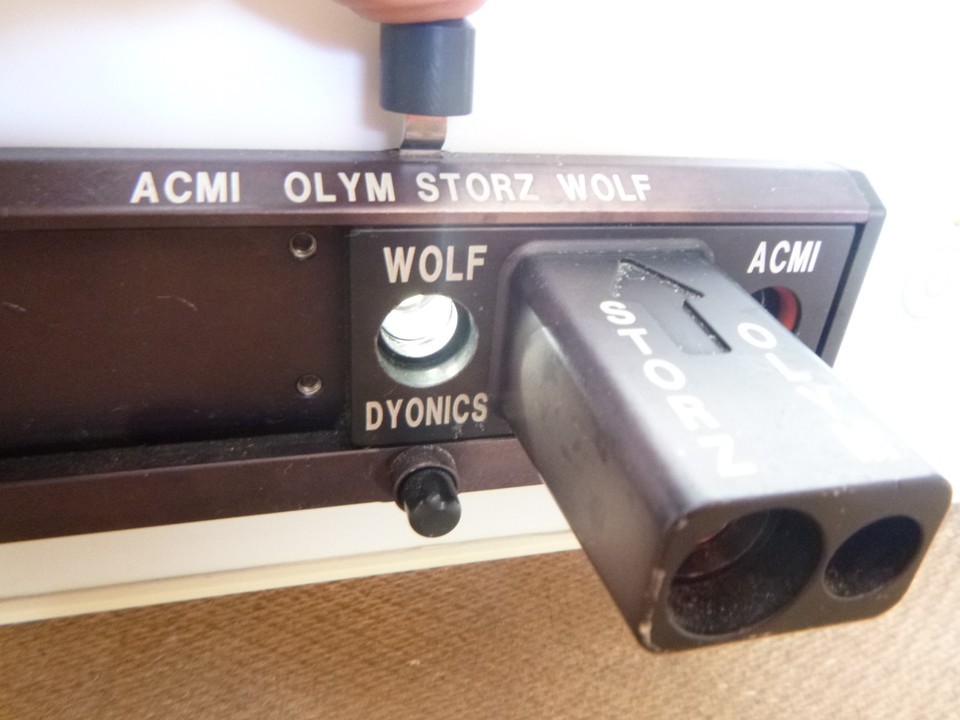 ACMI OLYM STORZ WOLF
WOLF
ACMI
DYONICS
STORZ
OLYM